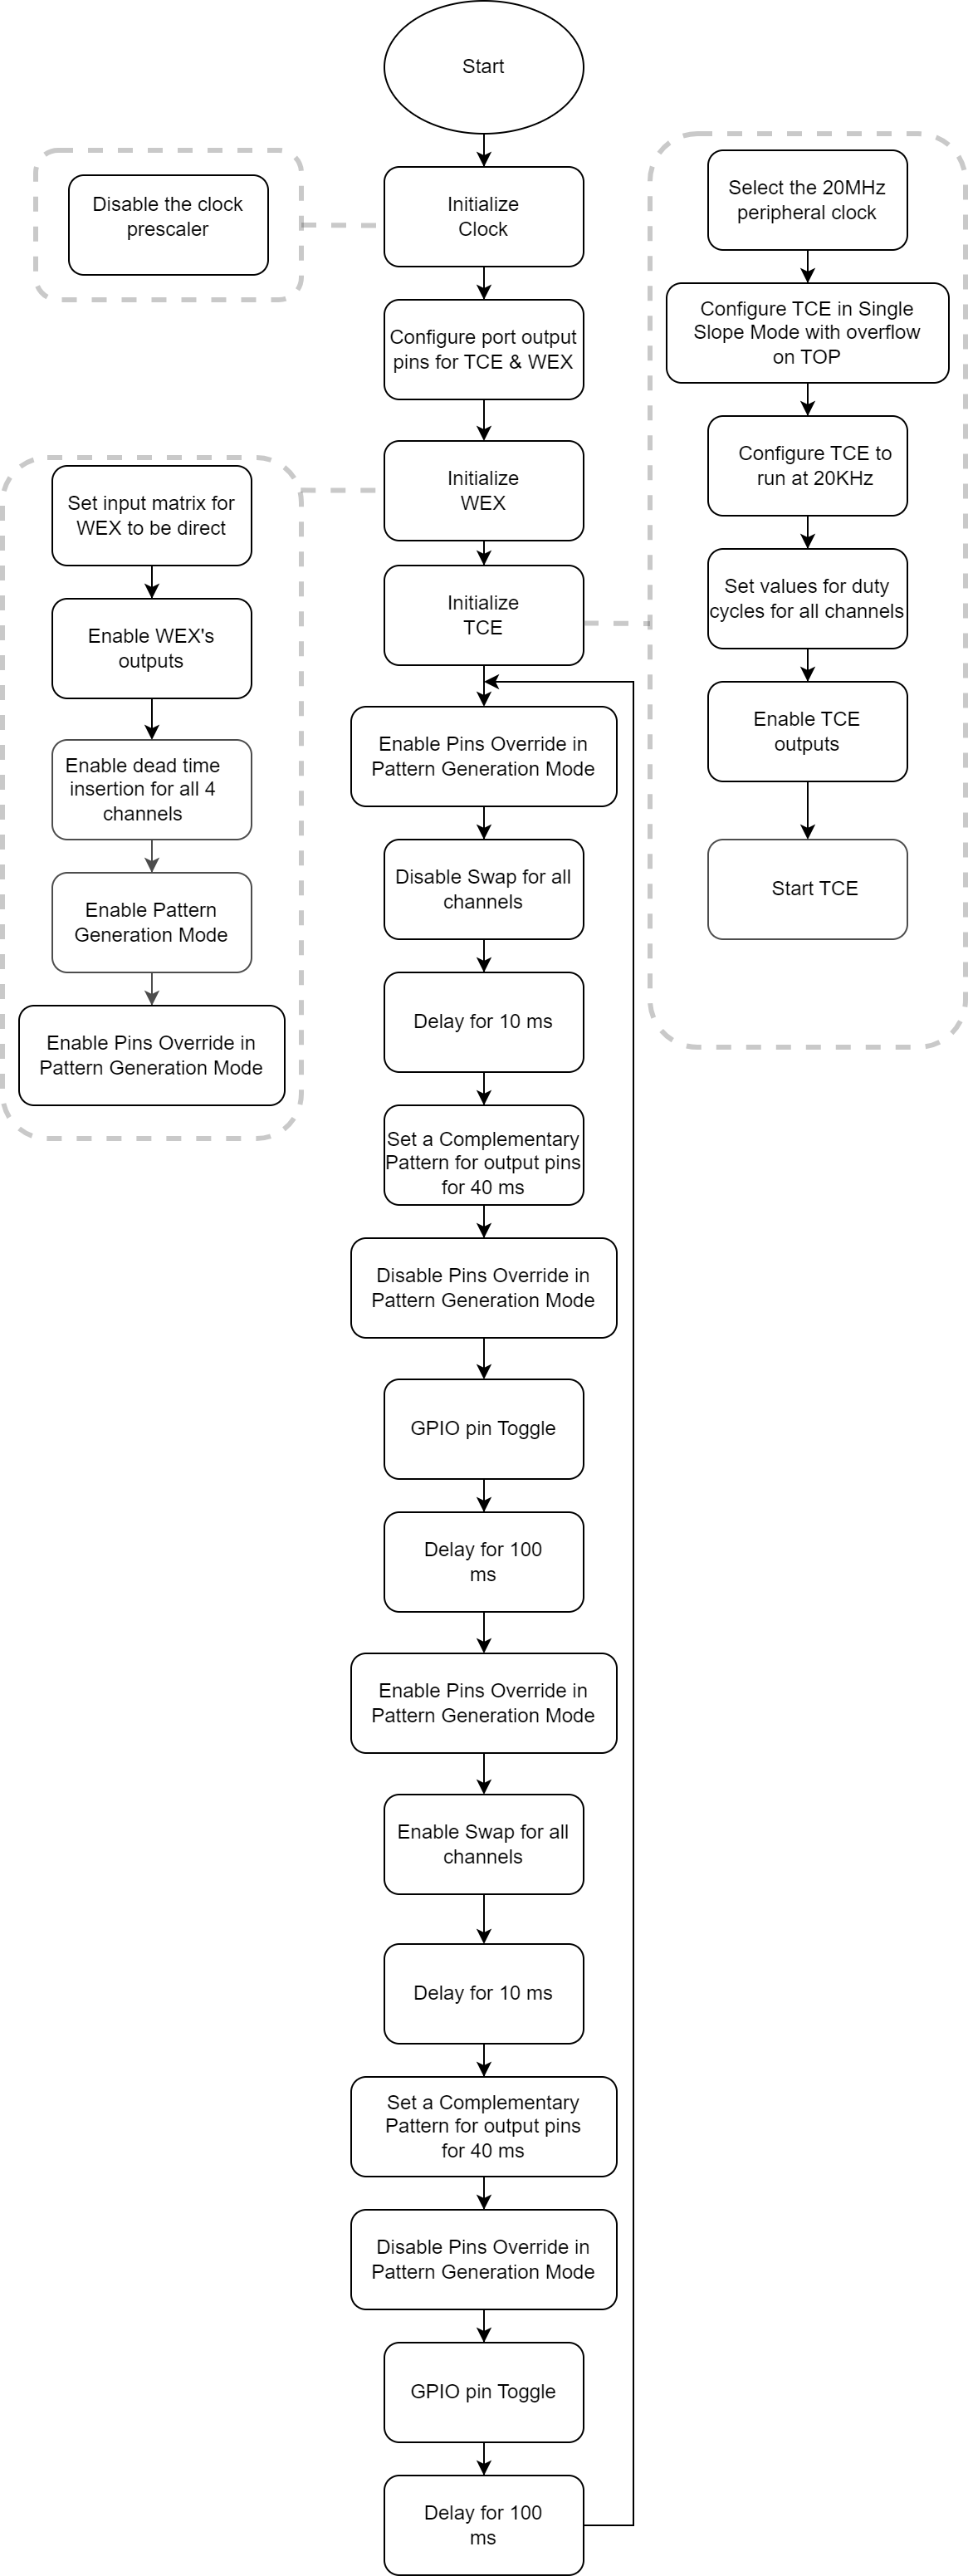 Start
Disable the clock
prescaler
Initialize
Clock
Configure port output
pins for TCE & WEX
Initialize
WEX
Set input matrix for
WEX to be direct
Enable WEX's
outputs
Enable dead time
insertion for all 4
channels
Enable Pattern
Generation Mode
Enable Pins Override in
Pattern Generation Mode
Initialize
TCE
Select the 20MHz
peripheral clock
Configure TCE in Single
Slope Mode with overflow
on TOP
Configure TCE to
run at 20KHz
Set values for duty
cycles for all channels
Enable TCE
outputs
Start TCE
Enable Pins Override in
Pattern Generation Mode
Disable Swap for all
channels
Delay for 10 ms
Set a Complementary
Pattern for output pins
for 40 ms
Disable Pins Override in
Pattern Generation Mode
GPIO pin Toggle
Delay for 100
ms
Enable Pins Override in
Pattern Generation Mode
Enable Swap for all
channels
Delay for 10 ms
Set a Complementary
Pattern for output pins
for 40 ms
Disable Pins Override in
Pattern Generation Mode
GPIO pin Toggle
Delay for 100
ms